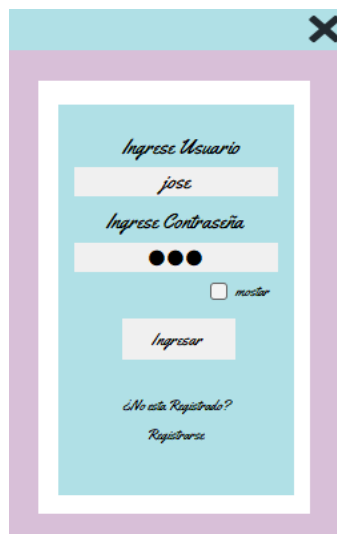 Ingrese Usuario
jose
Ingrese Contraseña
●●●
mostar
Ingresar
¿No esta Registrado?
Registrarse